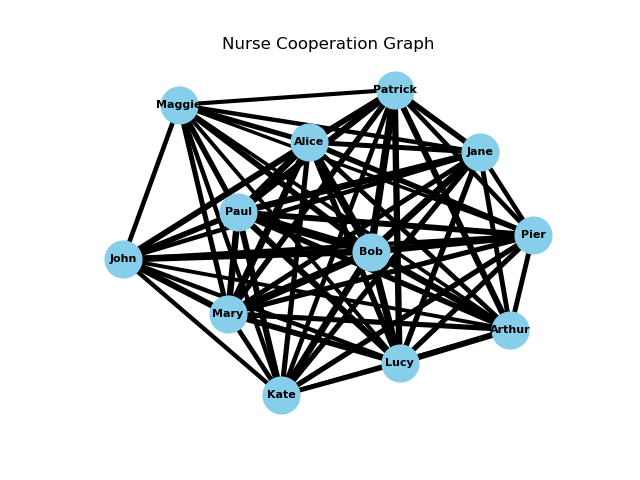 Nurse Cooperation Graph
Patrick
Maggie
Alice
Jane
Paul
Pier
Bob
John
Mary
Arthur
Lucy
Kate